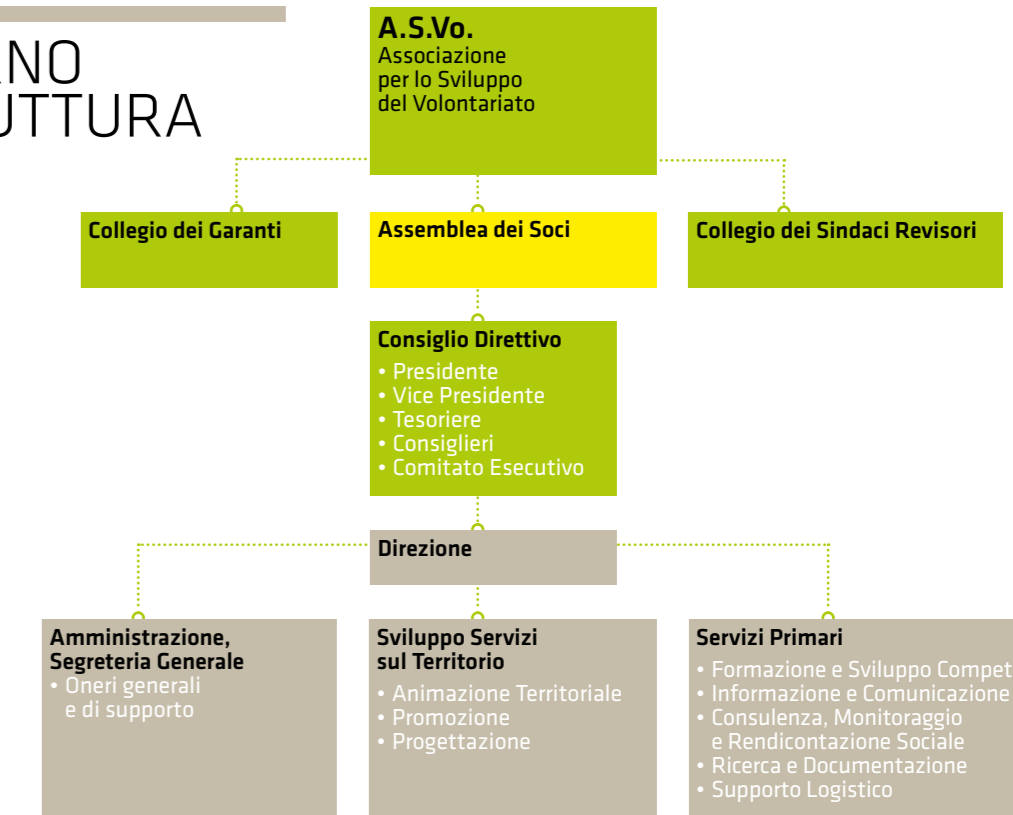 UTTURA
A.S.Vo.
Associazione
per lo Sviluppo
del Volontariato
Collegio dei Garanti
Assemblea dei Soci
Collegio dei Sindaci Revisori
Consiglio Direttivo
• Presidente
• Vice Presidente
• Tesoriere
• Consiglieri
• Comitato Esecutivo
Direzione
Amministrazione,
Segreteria Generale
• Oneri generali
e di supporto
Sviluppo Servizi
sul Territorio
• Animazione Territoriale
• Promozione
• Progettazione
Servizi Primari
• Formazione e Sviluppo Compet
• Informazione e Comunicazione
• Consulenza, Monitoraggio
e Rendicontazione Sociale
• Ricerca e Documentazione
• Supporto Logistico